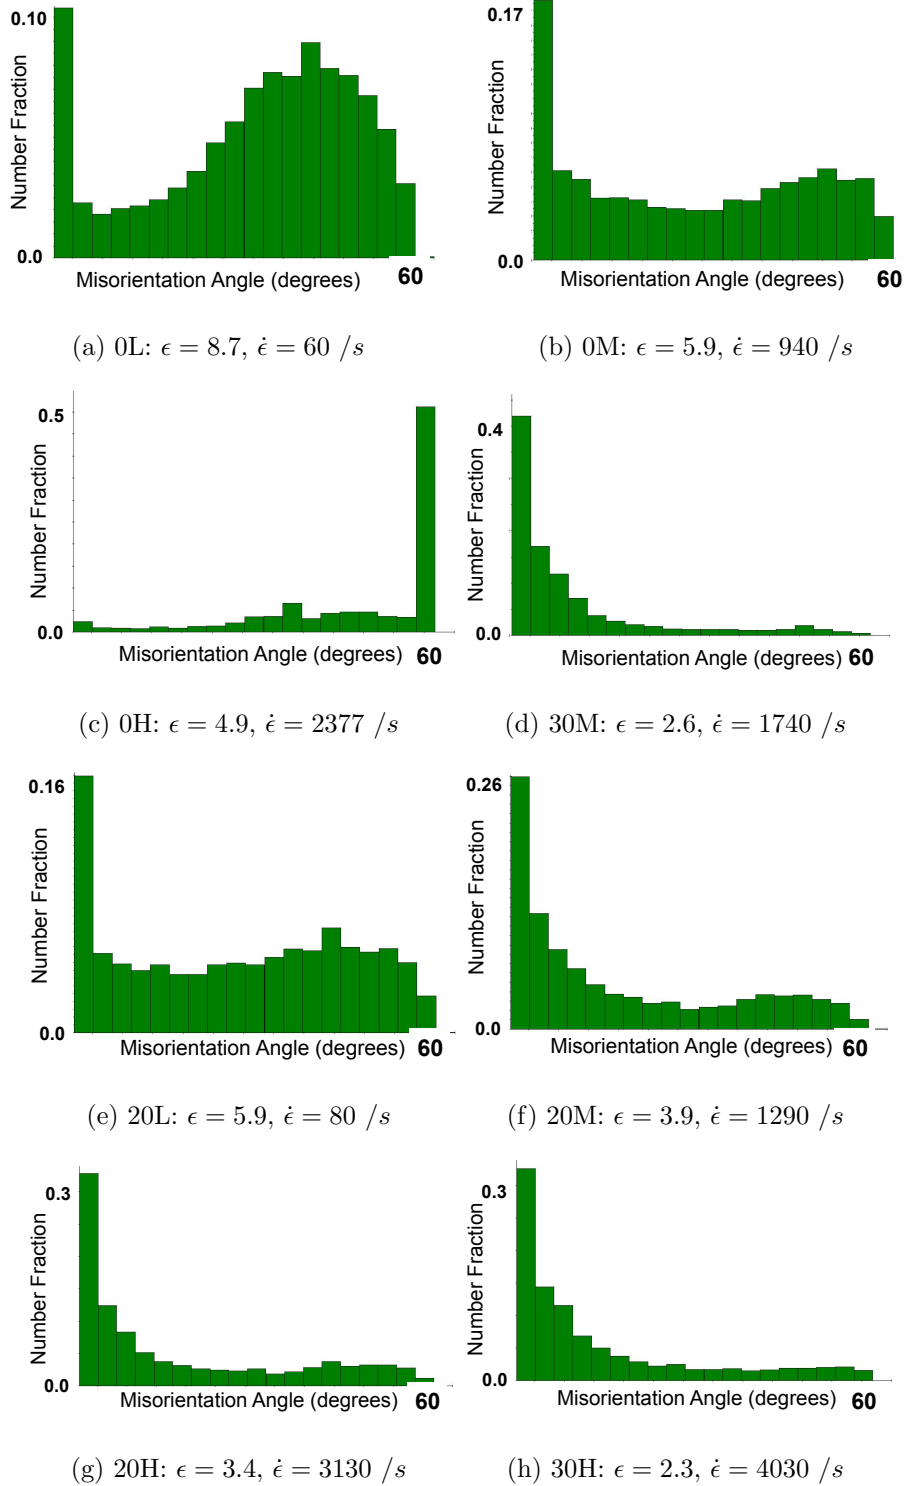 0.10
Number Fraction
0.0
Misorientation Angle (degrees) 60
(a) 0L: ϵ = 8.7, ϵ̇ = 60 /s
0.17
Number Fraction
0.0
Misorientation Angle (degrees) 60
(b) 0M: ϵ = 5.9, ϵ̇ = 940 /s
0.5
Number Fraction
0.0
Misorientation Angle (degrees) 60
(c) 0H: ϵ = 4.9, ϵ̇ = 2377 /s
0.4
Number Fraction
0.0
Misorientation Angle (degrees) 60
(d) 30M: ϵ = 2.6, ϵ̇ = 1740 /s
0.16
Number Fraction
0.0
Misorientation Angle (degrees) 60
(e) 20L: ϵ = 5.9, ϵ̇ = 80 /s
0.26
Number Fraction
0.0
Misorientation Angle (degrees) 60
(f) 20M: ϵ = 3.9, ϵ̇ = 1290 /s
0.3
Number Fraction
0.0
Misorientation Angle (degrees) 60
(g) 20H: ϵ = 3.4, ϵ̇ = 3130 /s
0.3
Number Fraction
0.0
Misorientation Angle (degrees) 60
(h) 30H: ϵ = 2.3, ϵ̇ = 4030 /s